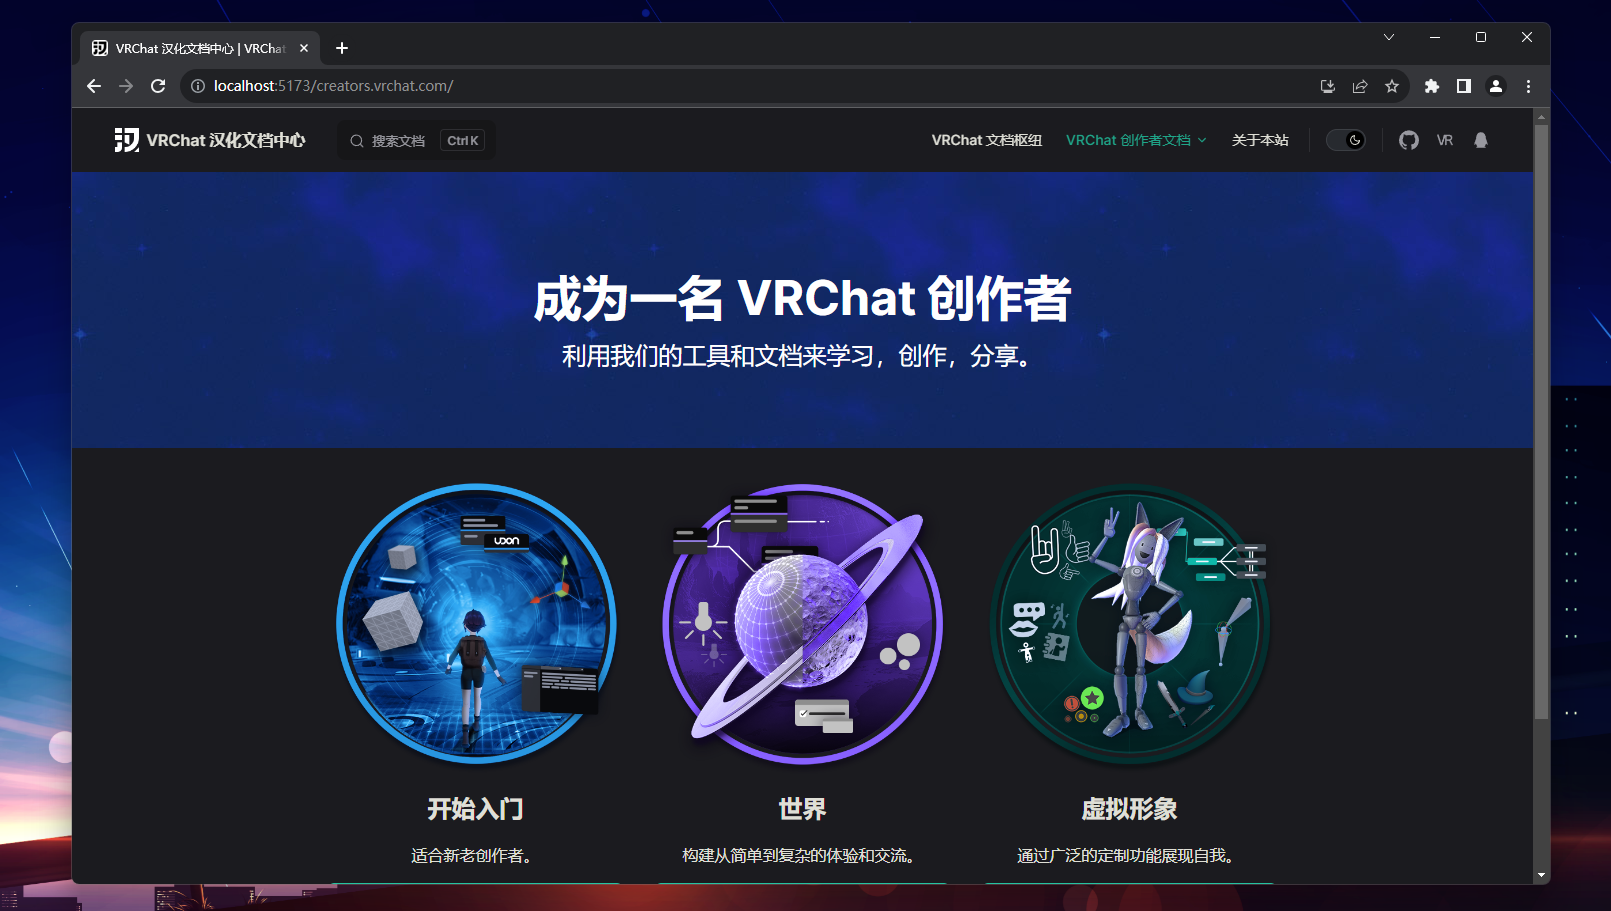 VRChat 汉化文档中心 | VRChat
localhost:5173/creators.vrchat.com/
VRChat 汉化文档中心
搜索文档
Ctrl K
VRChat 文档枢纽
VRChat 创作者文档
关于本站
VR
成为一名 VRChat 创作者
利用我们的工具和文档来学习，创作，分享。
UDON
开始入门
世界
虚拟形象
适合新老创作者。
构建从简单到复杂的体验和交流。
通过广泛的定制功能展现自我。